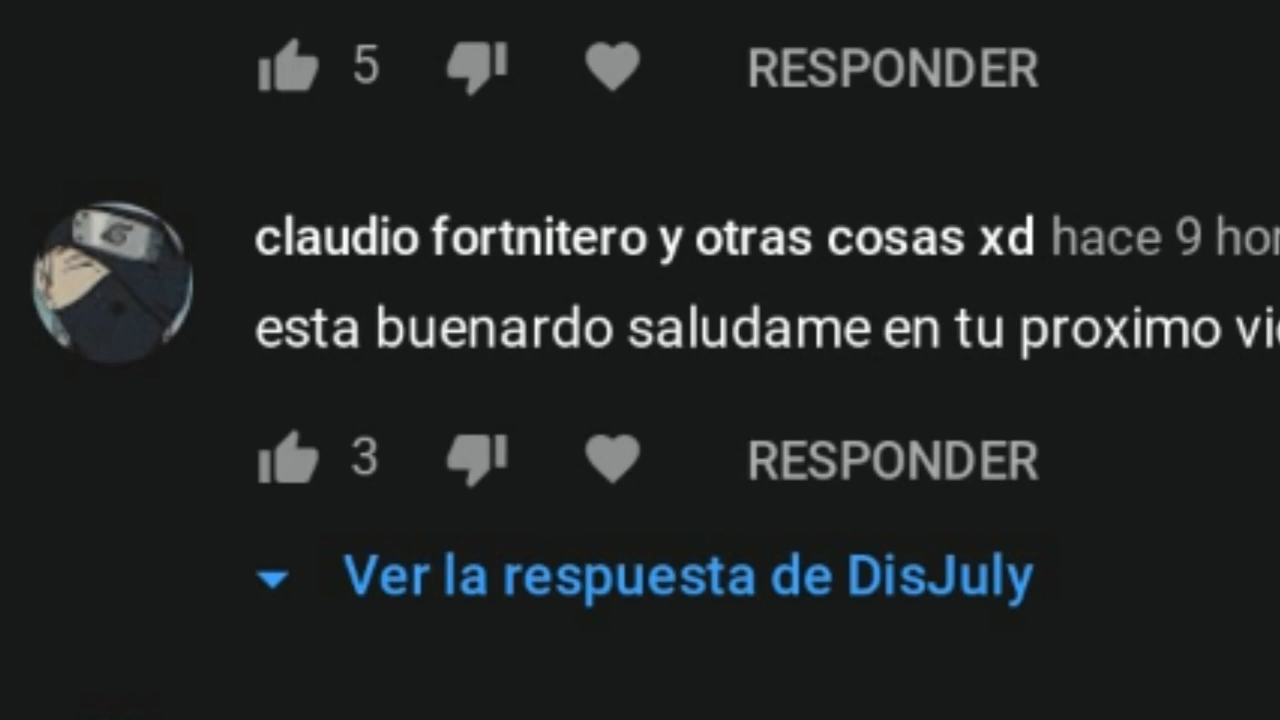 5 RESPONDER
claudio fortnitero y otras cosas xd hace 9
esta buenardo saludame en tu proximo
3 RESPONDER
Ver la respuesta de DisJuly